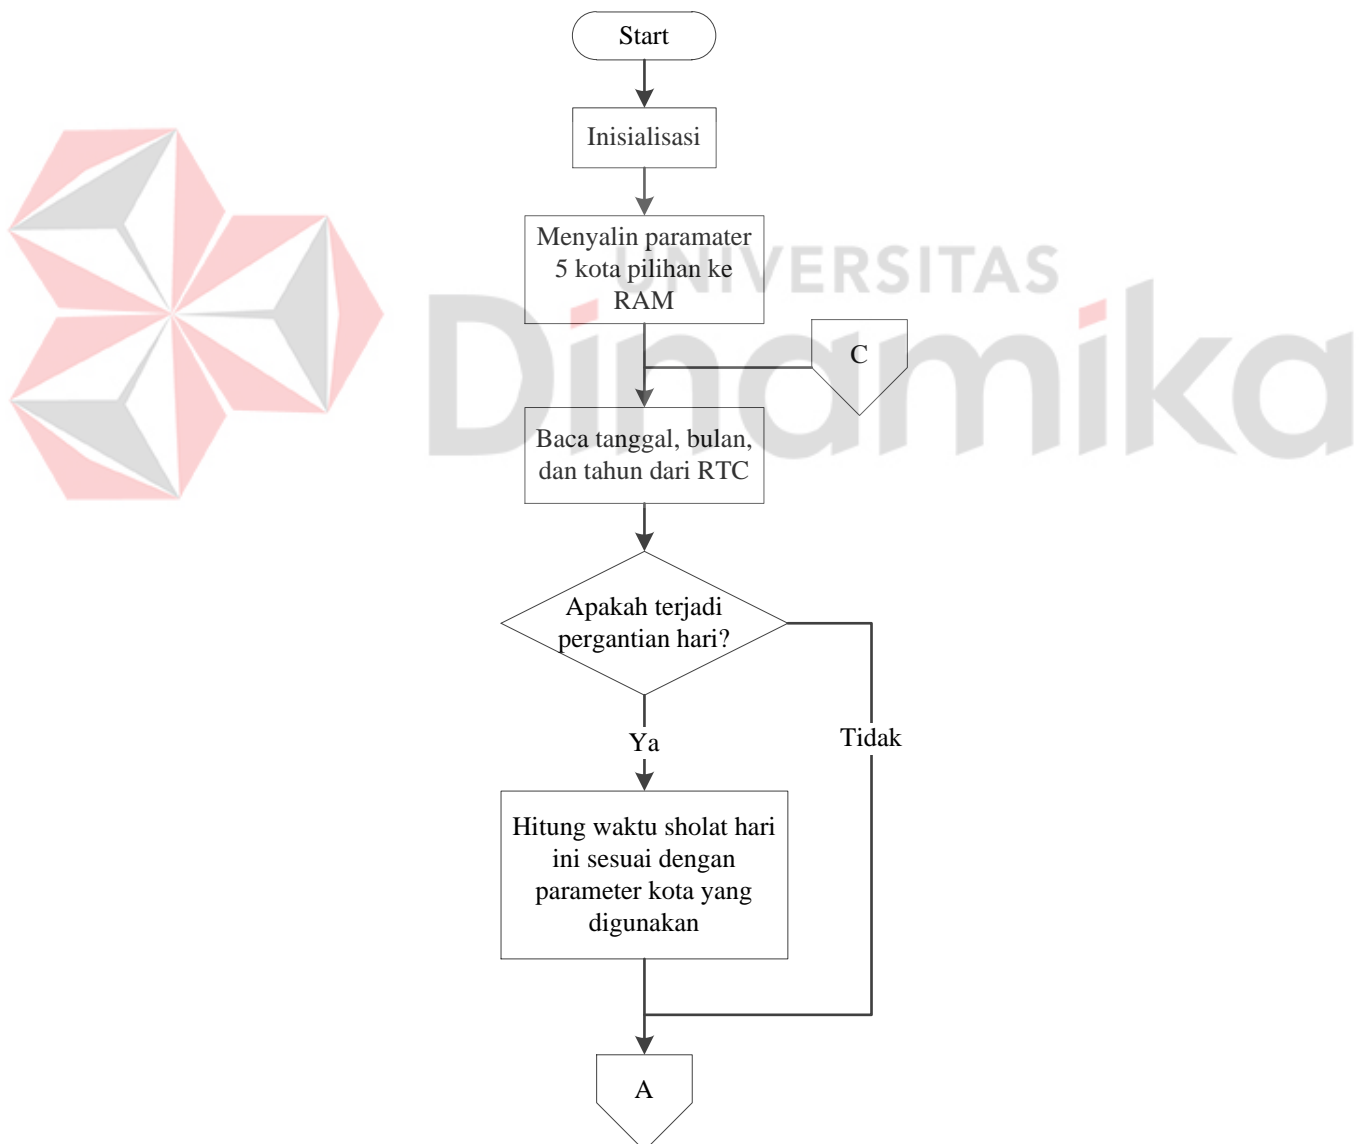 Start
Inisialisasi
Menyalin paramater
5 kota pilihan ke
RAM
UNIVERSITAS
Dinamika
C
Baca tanggal, bulan,
dan tahun dari RTC
Apakah terjadi
pergantian hari?
Ya
Tidak
Hitung waktu sholat hari
ini sesuai dengan
parameter kota yang
digunakan
A